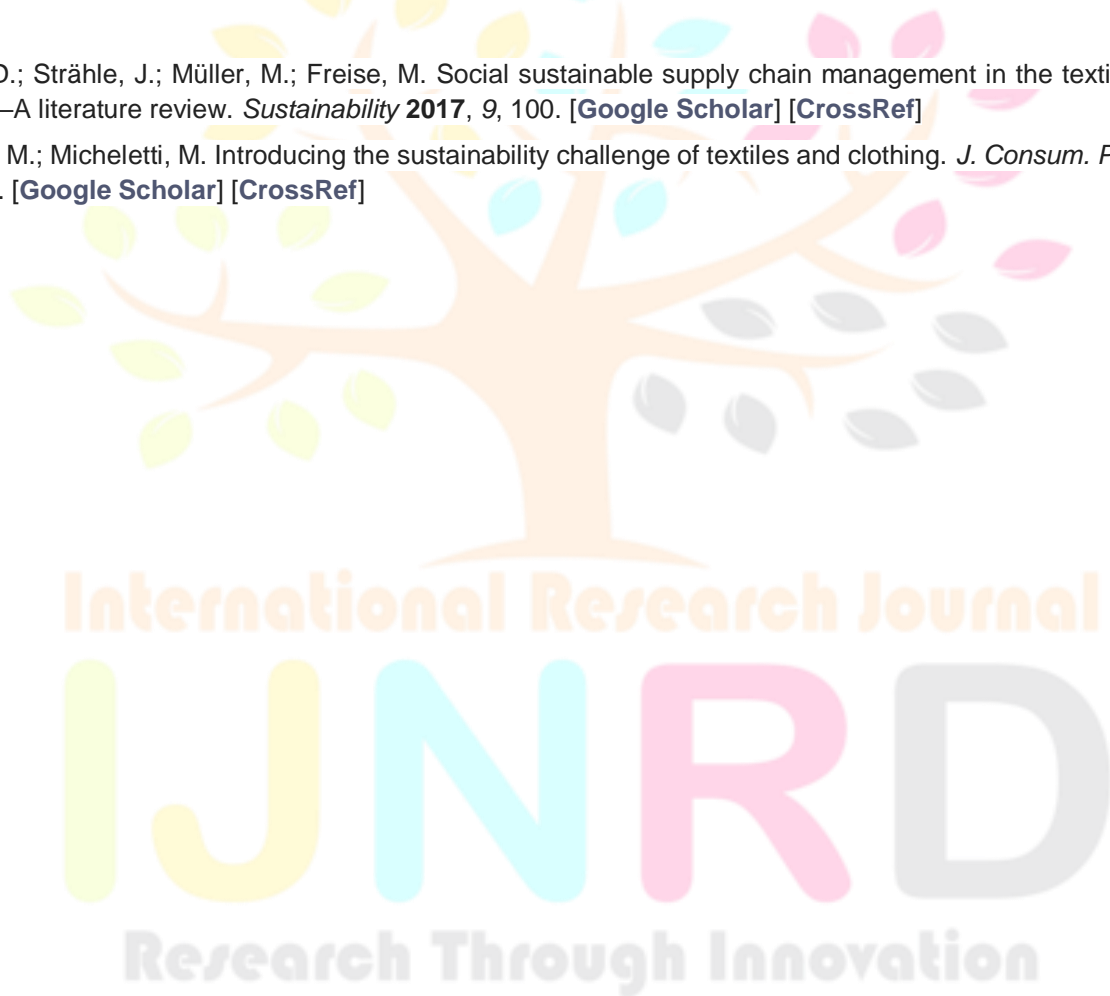 D.; Strähle, J.; Müller, M.; Freise, M. Social sustainable supply chain management in the texti
–A literature review. Sustainability 2017, 9, 100. [Google Scholar] [CrossRef]
M.; Micheletti, M. Introducing the sustainability challenge of textiles and clothing. J. Consum. P
. [Google Scholar] [CrossRef]
International Research Journal
IJNRD
Research Through Innovation